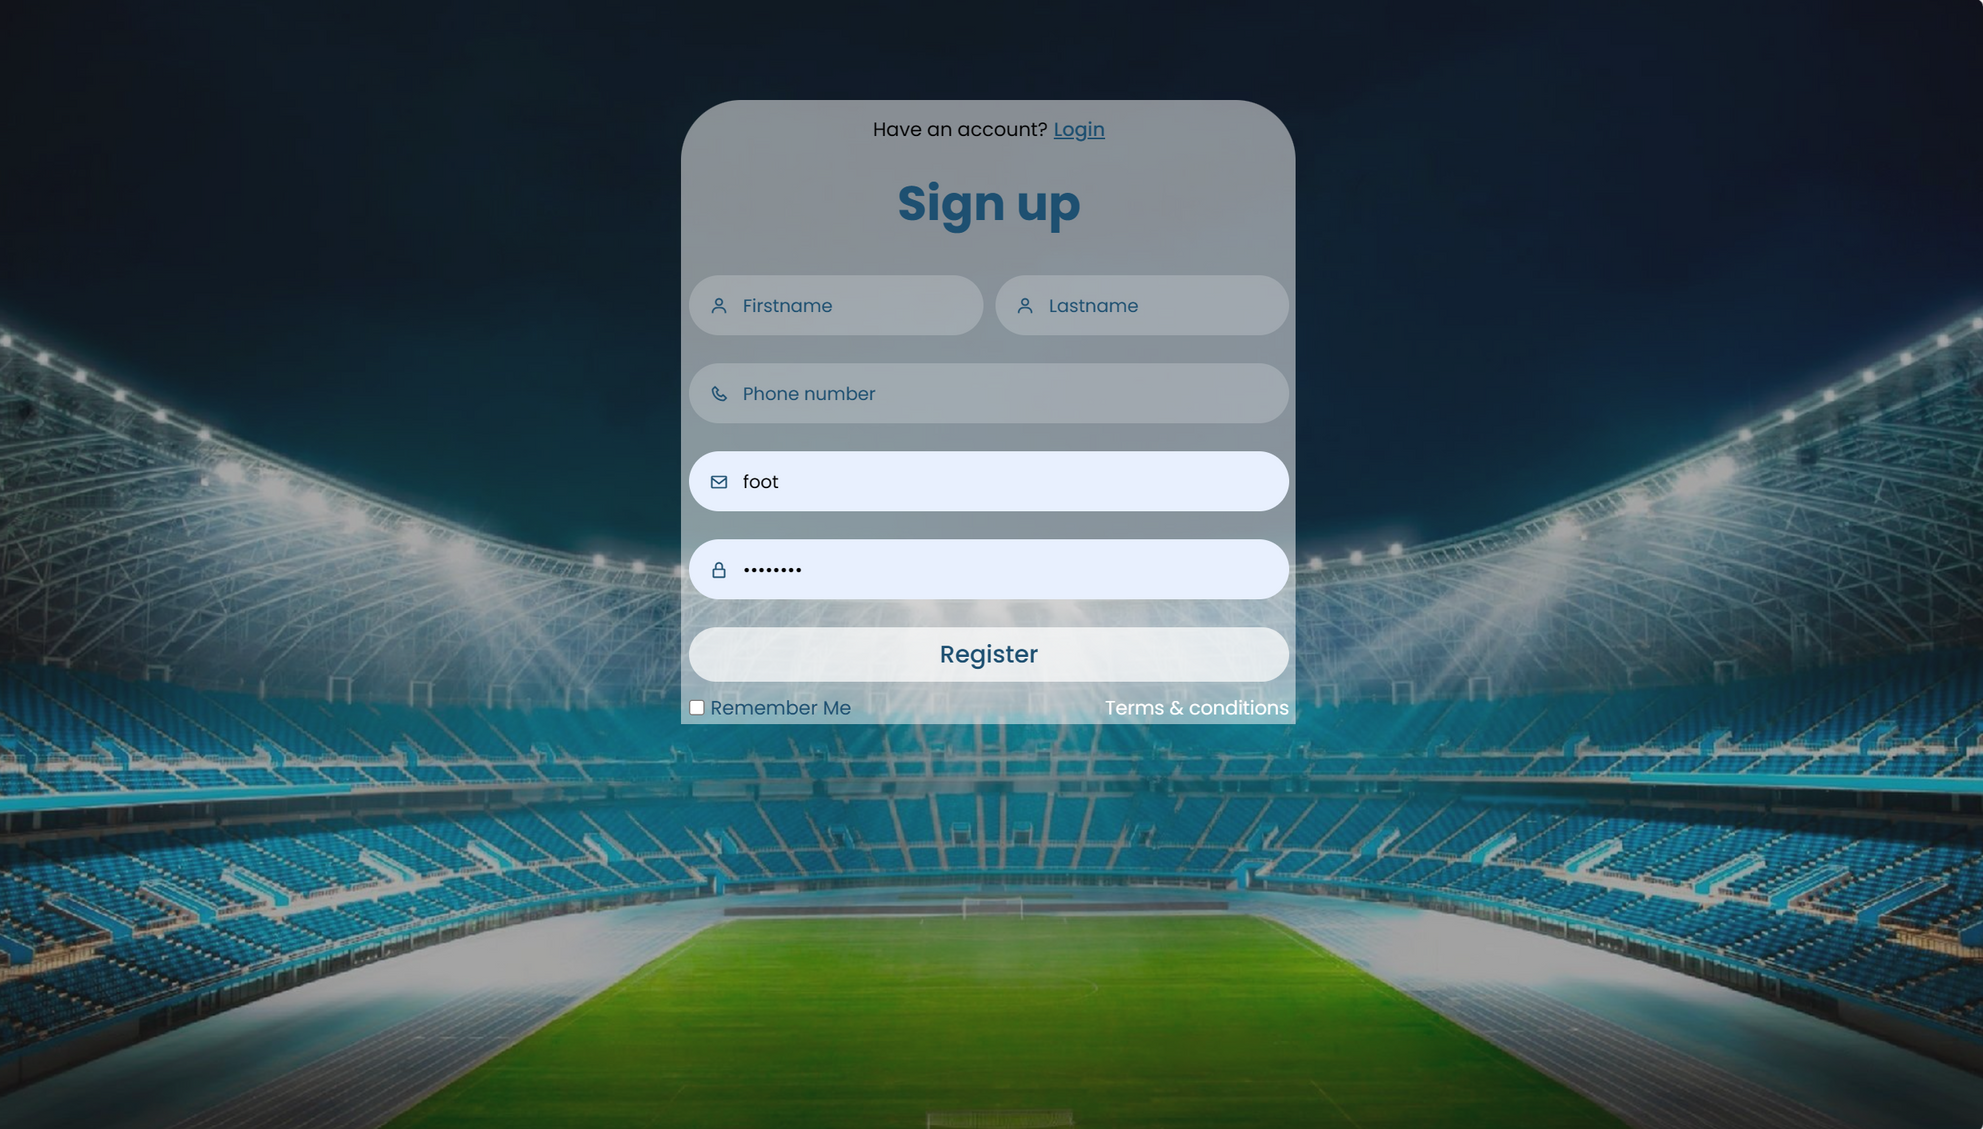 Have an account? Login
Sign up
Firstname
Lastname
Phone number
foot
••••••••
Register
Remember Me
Terms & conditions